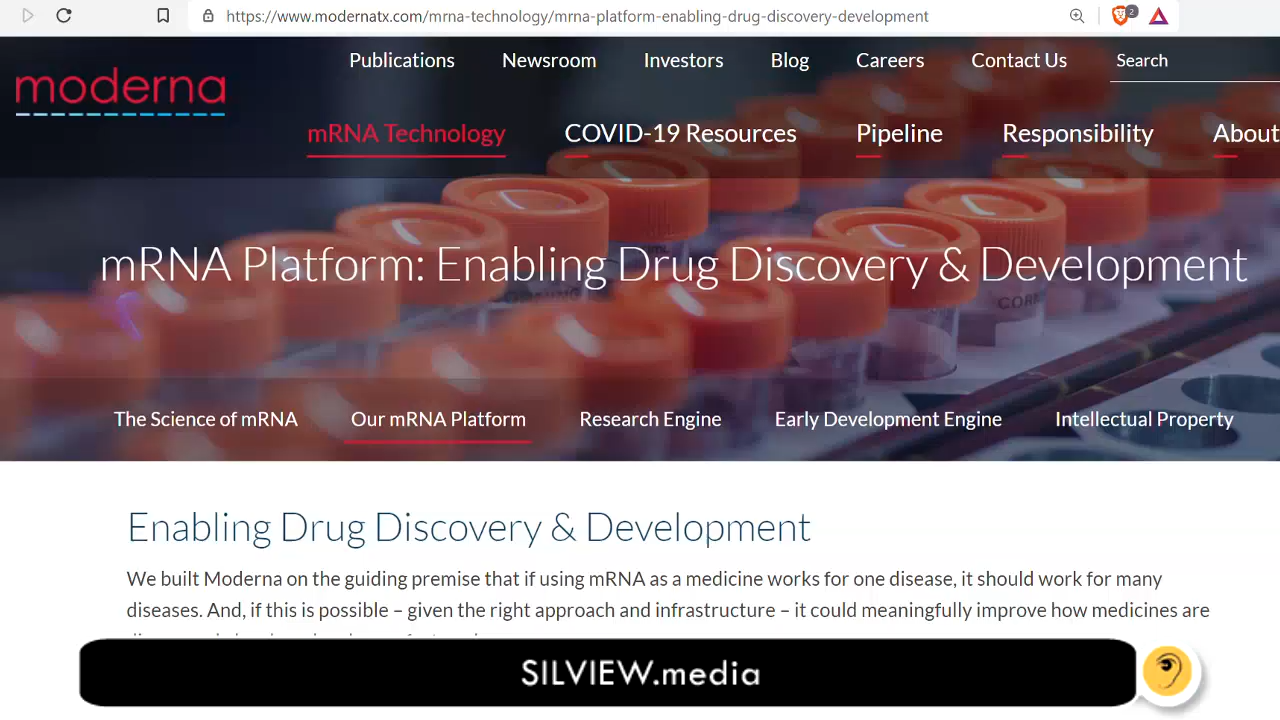 https://www.modernatx.com/mrna-technology/mrna-platform-enabling-drug-discovery-development
2
Publications Newsroom Investors Blog Careers Contact Us Search
moderna
mRNA Technology COVID-19 Resources Pipeline Responsibility About
mRNA Platform: Enabling Drug Discovery & Development
The Science of mRNA Our mRNA Platform Research Engine Early Development Engine Intellectual Property
Enabling Drug Discovery & Development
We built Moderna on the guiding premise that if using mRNA as a medicine works for one disease, it should work for many
diseases. And, if this is possible – given the right approach and infrastructure – it could meaningfully improve how medicines are
SILVIEW.media